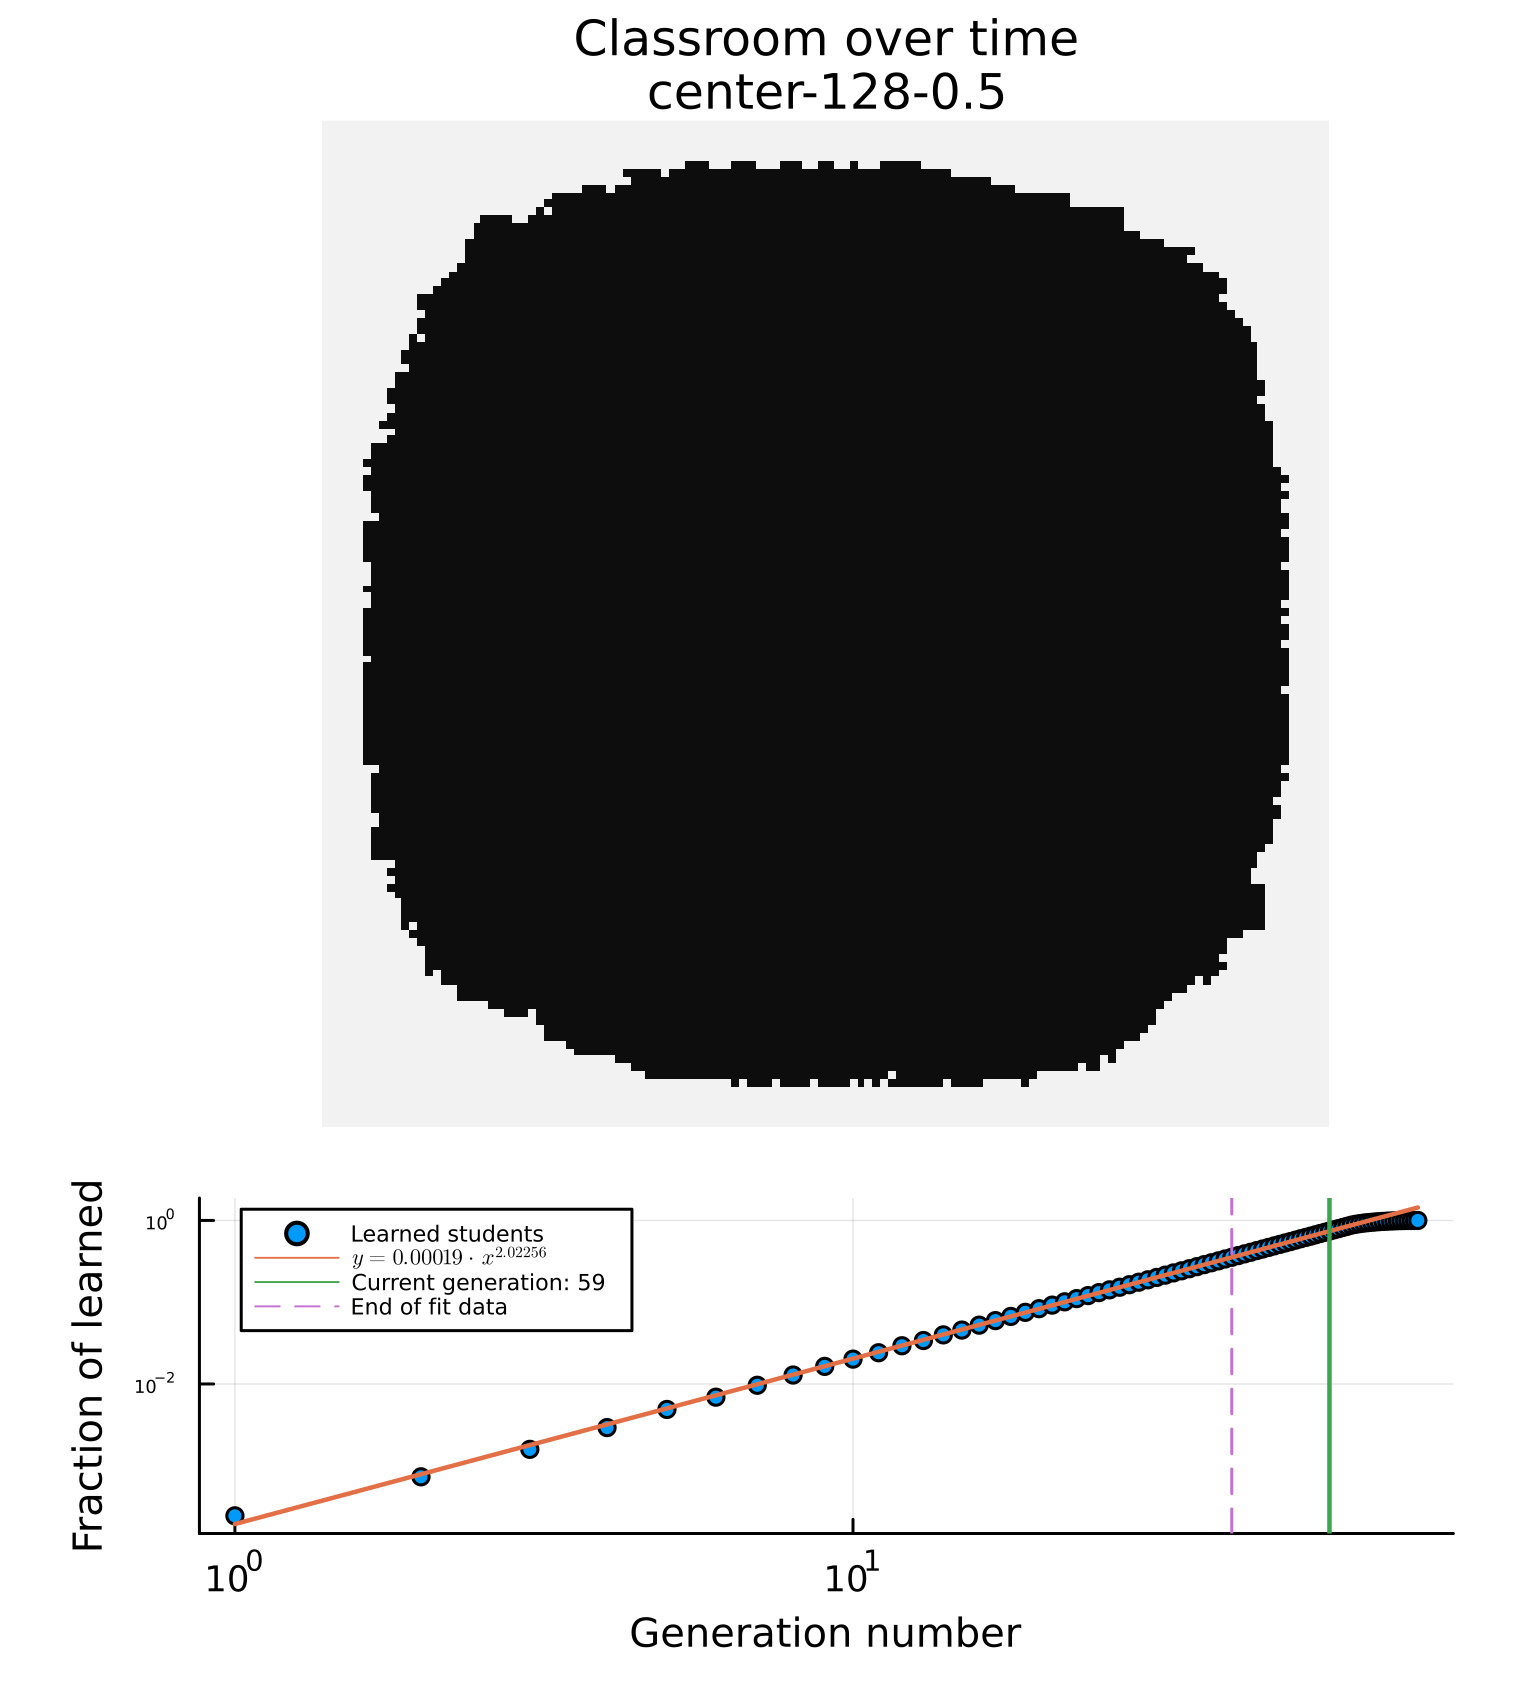 Classroom over time
center-128-0.5
Fraction of learned
10^0
10^-2
Learned students
y = 0.00019 · x^2.02256
Current generation: 59
End of fit data
10^0
10^1
Generation number